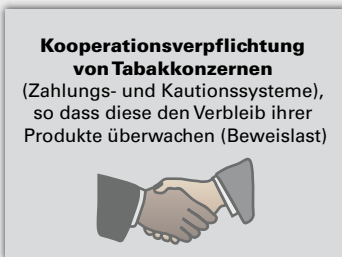 Kooperationsverpflichtung
von Tabakkonzernen
(Zahlungs- und Kautionssysteme),
so dass diese den Verbleib ihrer
Produkte überwachen (Beweislast)